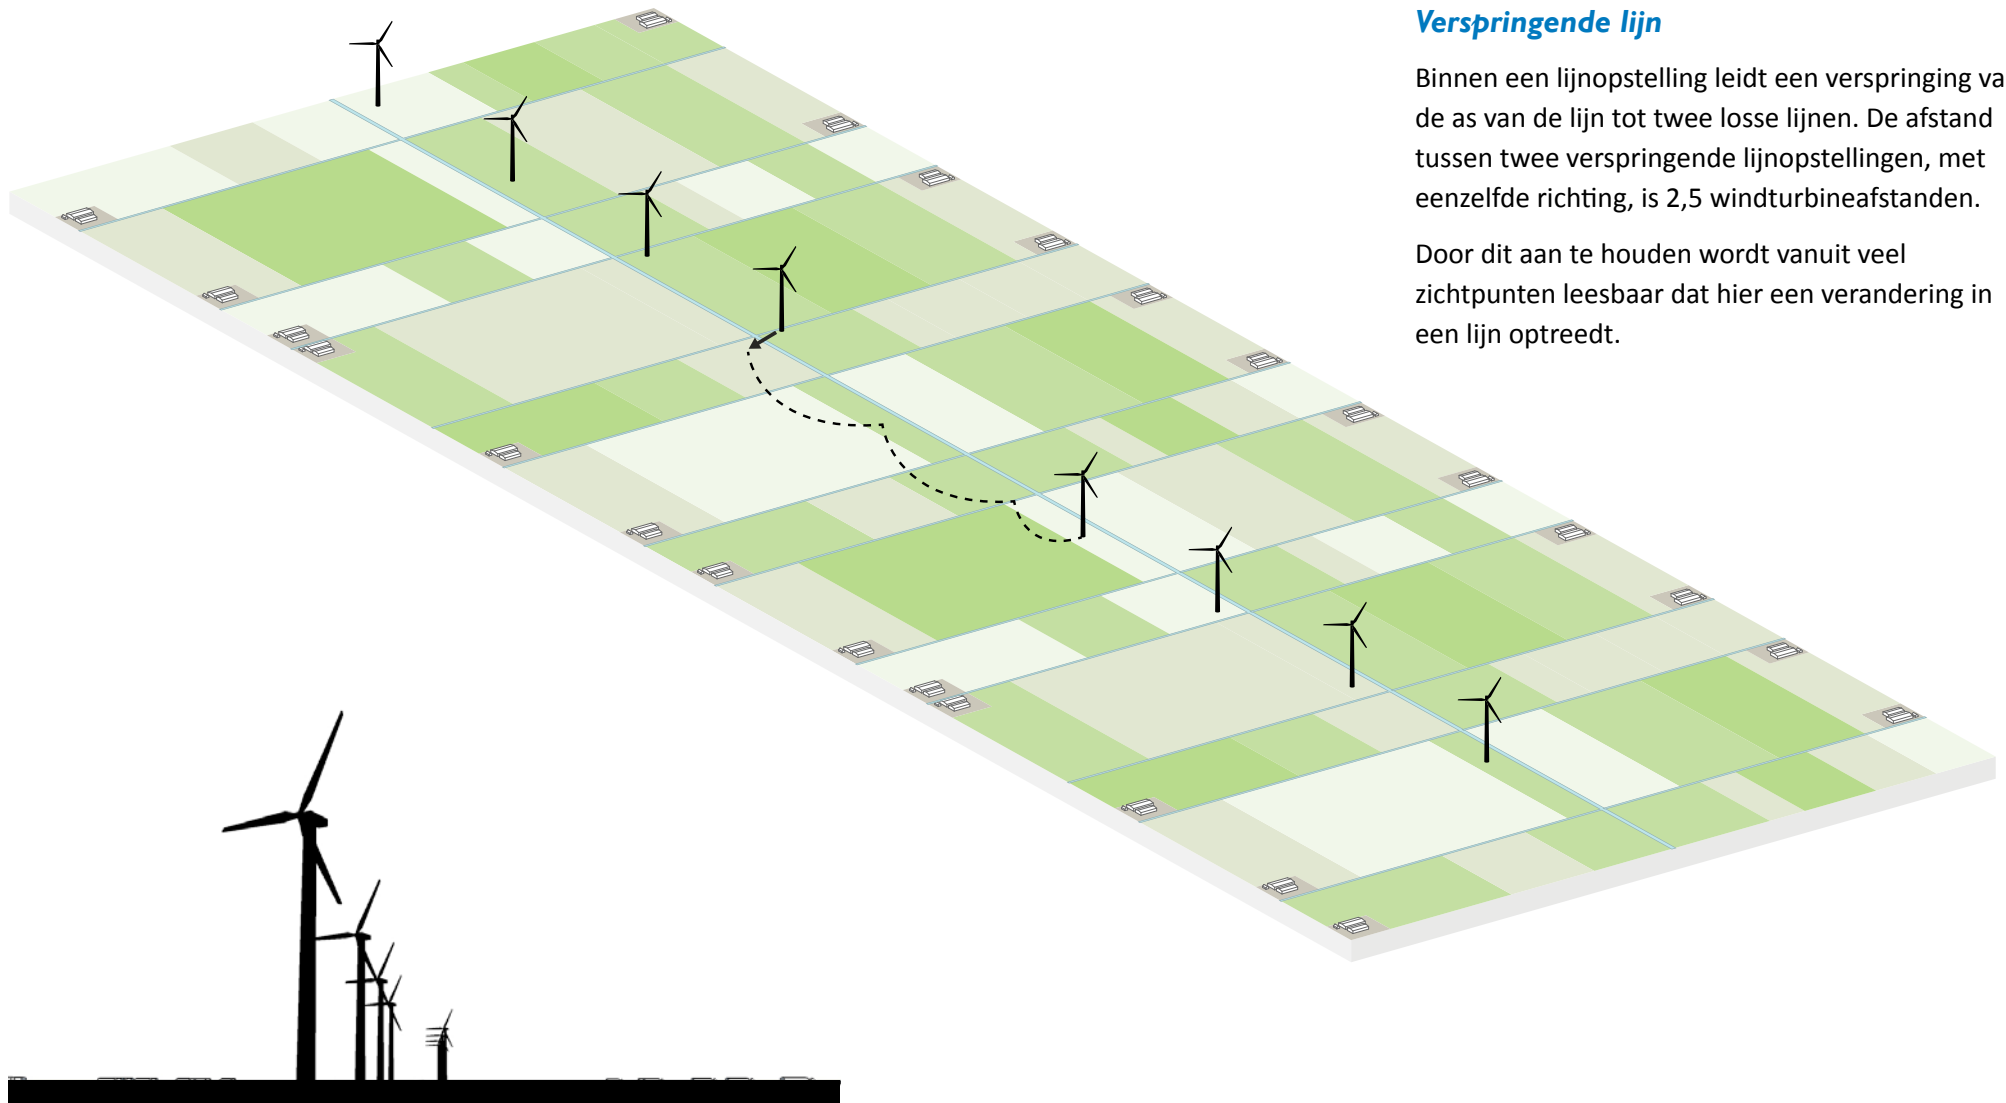 Verspringende lijn
Binnen een lijnopstelling leidt een verspringing va
de as van de lijn tot twee losse lijnen. De afstand
tussen twee verspringende lijnopstellingen, met
eenzelfde richting, is 2,5 windturbineafstanden.
Door dit aan te houden wordt vanuit veel
zichtpunten leesbaar dat hier een verandering in
een lijn optreedt.